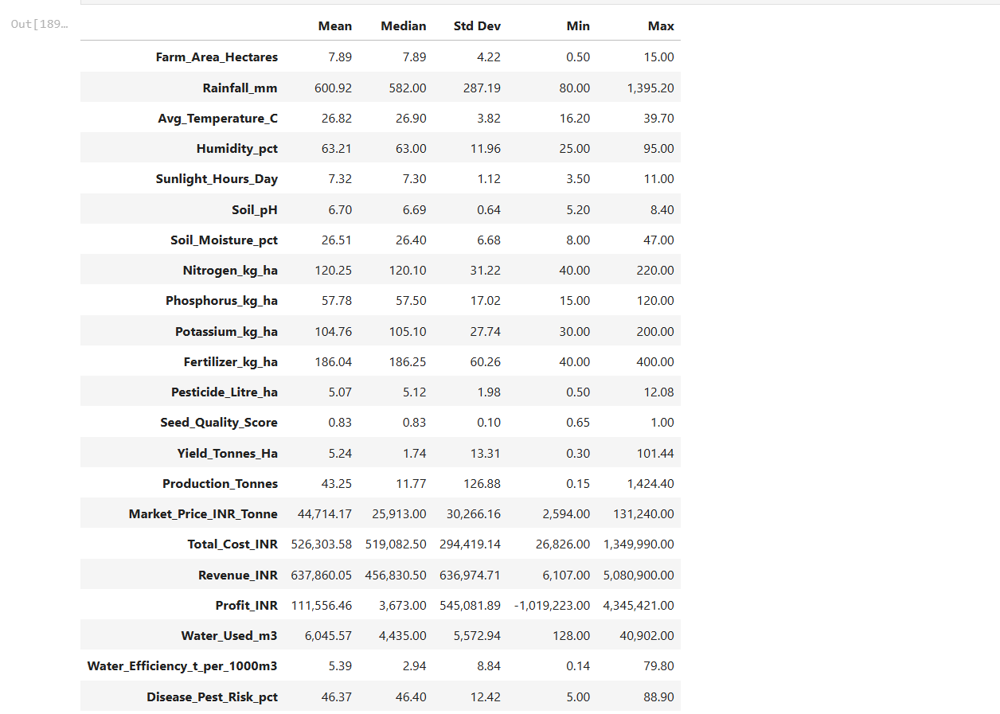 Out[189…
Mean Median Std Dev Min Max
Farm_Area_Hectares 7.89 7.89 4.22 0.50 15.00
Rainfall_mm 600.92 582.00 287.19 80.00 1,395.20
Avg_Temperature_C 26.82 26.90 3.82 16.20 39.70
Humidity_pct 63.21 63.00 11.96 25.00 95.00
Sunlight_Hours_Day 7.32 7.30 1.12 3.50 11.00
Soil_pH 6.70 6.69 0.64 5.20 8.40
Soil_Moisture_pct 26.51 26.40 6.68 8.00 47.00
Nitrogen_kg_ha 120.25 120.10 31.22 40.00 220.00
Phosphorus_kg_ha 57.78 57.50 17.02 15.00 120.00
Potassium_kg_ha 104.76 105.10 27.74 30.00 200.00
Fertilizer_kg_ha 186.04 186.25 60.26 40.00 400.00
Pesticide_Litre_ha 5.07 5.12 1.98 0.50 12.08
Seed_Quality_Score 0.83 0.83 0.10 0.65 1.00
Yield_Tonnes_Ha 5.24 1.74 13.31 0.30 101.44
Production_Tonnes 43.25 11.77 126.88 0.15 1,424.40
Market_Price_INR_Tonne 44,714.17 25,913.00 30,266.16 2,594.00 131,240.00
Total_Cost_INR 526,303.58 519,082.50 294,419.14 26,826.00 1,349,990.00
Revenue_INR 637,860.05 456,830.50 636,974.71 6,107.00 5,080,900.00
Profit_INR 111,556.46 3,673.00 545,081.89 -1,019,223.00 4,345,421.00
Water_Used_m3 6,045.57 4,435.00 5,572.94 128.00 40,902.00
Water_Efficiency_t_per_1000m3 5.39 2.94 8.84 0.14 79.80
Disease_Pest_Risk_pct 46.37 46.40 12.42 5.00 88.90